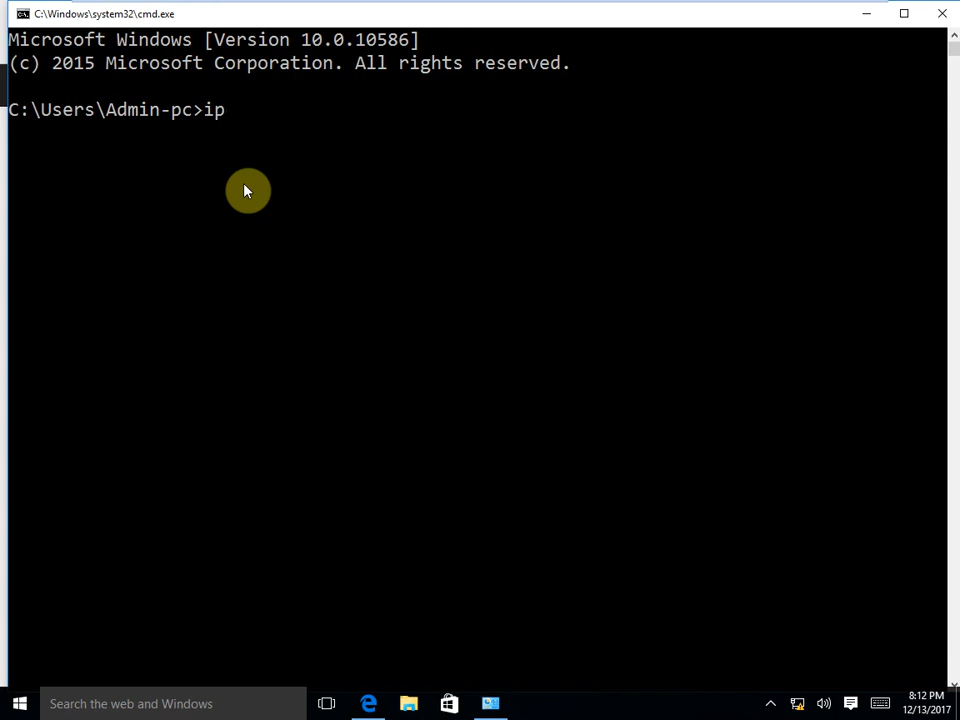 C:\Windows\system32\cmd.exe
Microsoft Windows [Version 10.0.10586]
(c) 2015 Microsoft Corporation. All rights reserved.
C:\Users\Admin-pc>ip
Search the web and Windows
8:12 PM
12/13/2017